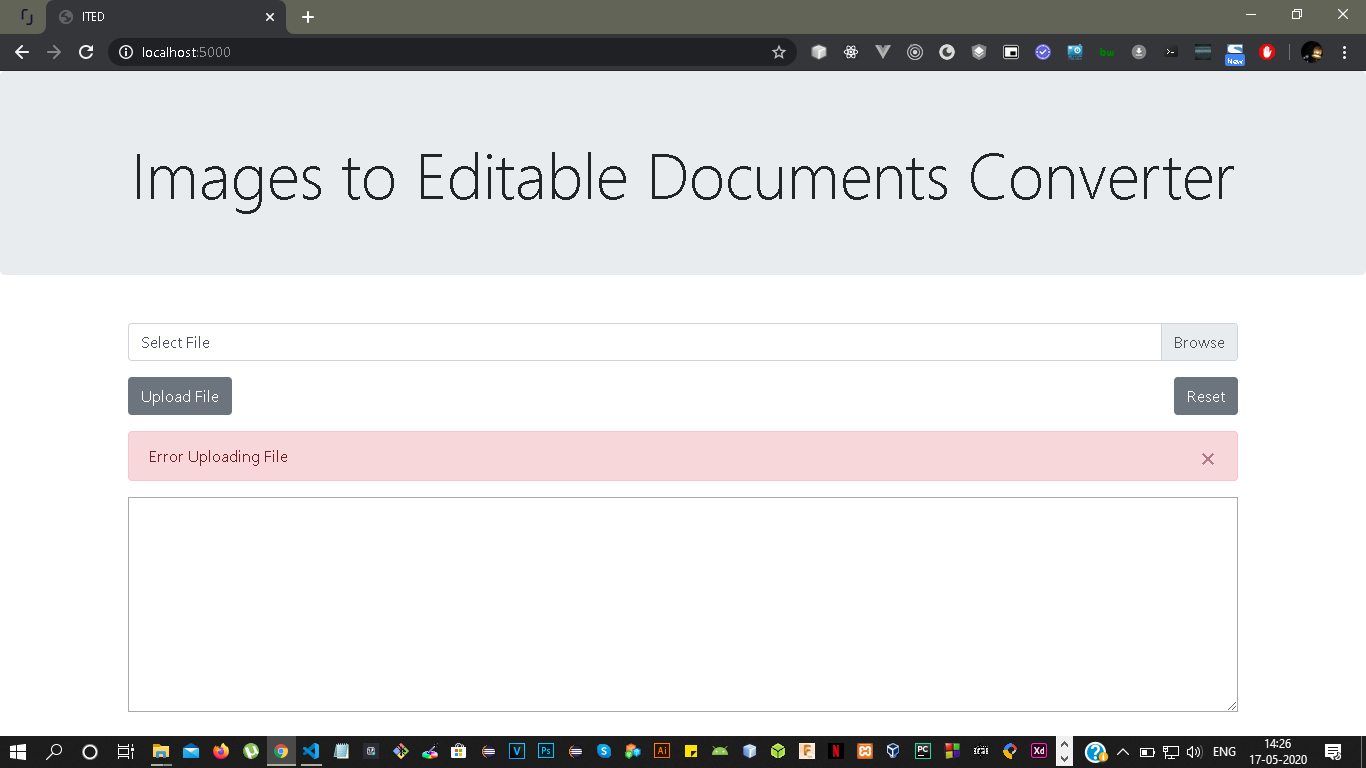 ITED
localhost:5000
New
Images to Editable Documents Converter
Select File
Browse
Upload File
Reset
Error Uploading File
ENG
14:26
17-05-2020